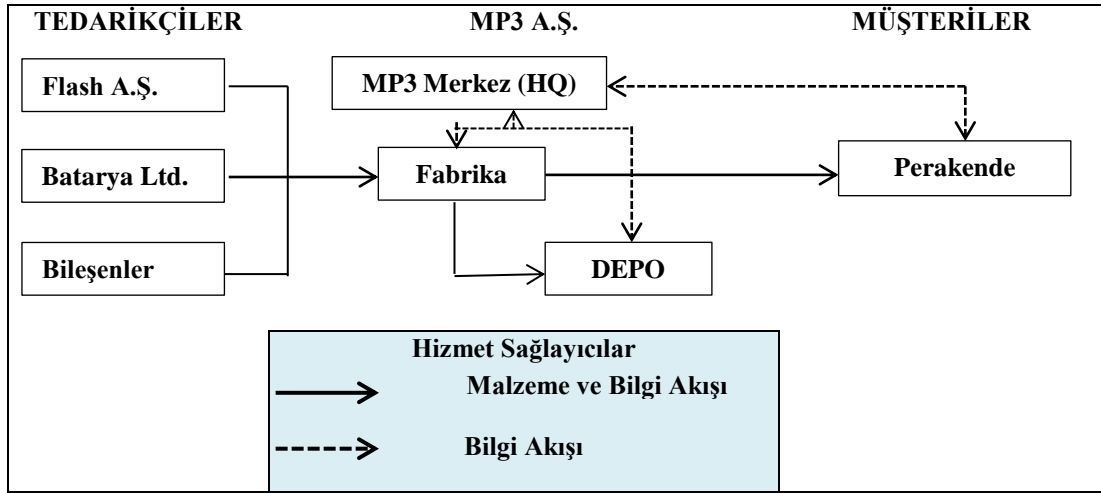 TEDARİKÇİLER
MP3 A.Ş.
MÜŞTERİLER
Flash A.Ş.
MP3 Merkez (HQ)
Batarya Ltd.
Fabrika
Perakende
Bileşenler
DEPO
Hizmet Sağlayıcılar
Malzeme ve Bilgi Akışı
Bilgi Akışı